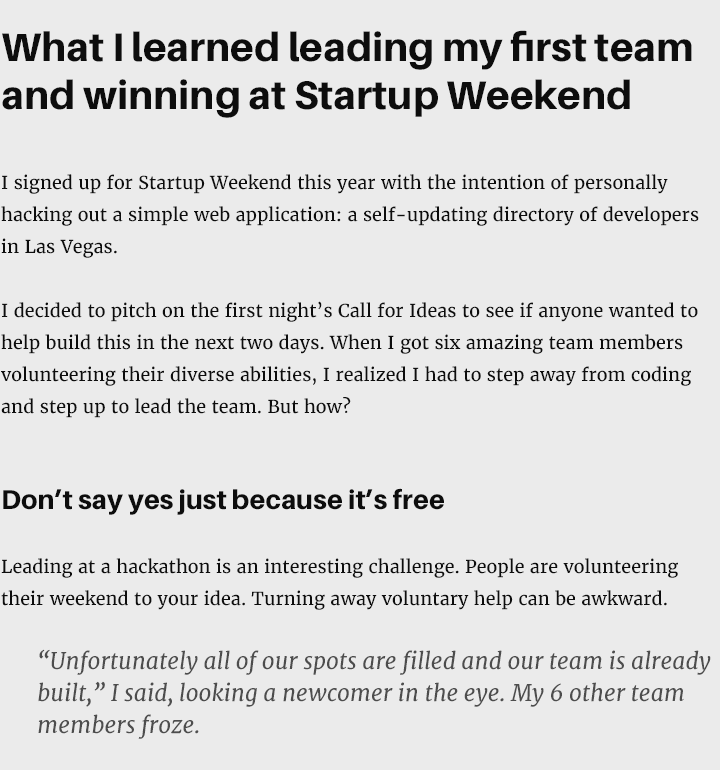 What I learned leading my first team
and winning at Startup Weekend
I signed up for Startup Weekend this year with the intention of personally
hacking out a simple web application: a self-updating directory of developers
in Las Vegas.
I decided to pitch on the first night’s Call for Ideas to see if anyone wanted to
help build this in the next two days. When I got six amazing team members
volunteering their diverse abilities, I realized I had to step away from coding
and step up to lead the team. But how?
Don’t say yes just because it’s free
Leading at a hackathon is an interesting challenge. People are volunteering
their weekend to your idea. Turning away voluntary help can be awkward.
“Unfortunately all of our spots are filled and our team is already
built,” I said, looking a newcomer in the eye. My 6 other team
members froze.